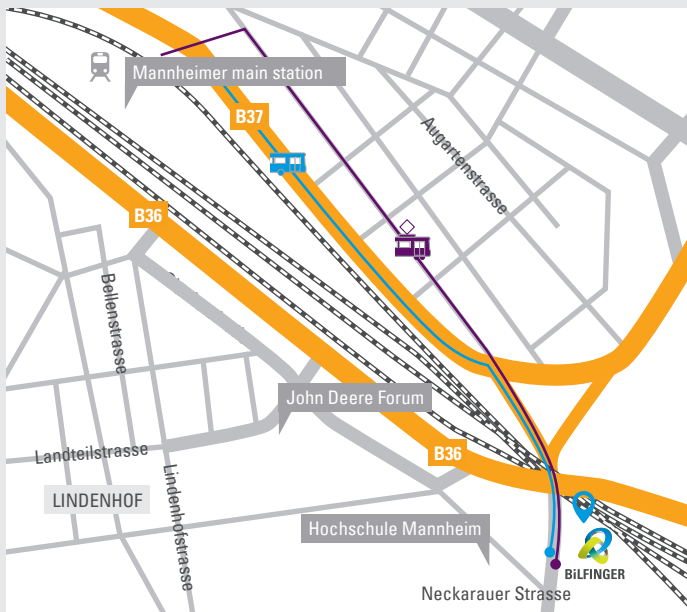 Mannheimer main station
B37
Augartenstrasse
B36
Bellenstrasse
John Deere Forum
Landteilstrasse
B36
LINDENHOF
Lindenhofstrasse
Hochschule Mannheim
BiLFINGER
Neckarauer Strasse